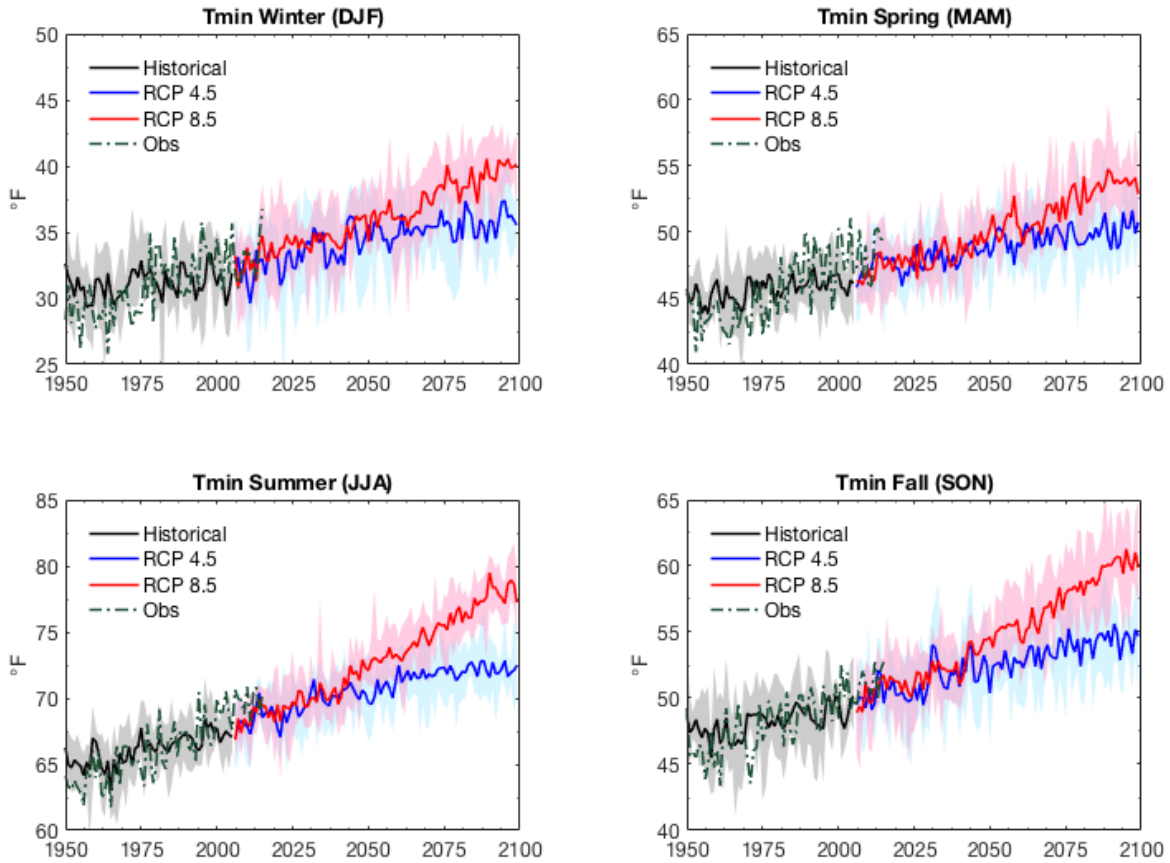 Tmin Winter (DJF)
50
45
40
35
30
25
°F
Historical
RCP 4.5
RCP 8.5
Obs
1950 1975 2000 2025 2050 2075 2100
Tmin Spring (MAM)
65
60
55
50
45
40
°F
Historical
RCP 4.5
RCP 8.5
Obs
1950 1975 2000 2025 2050 2075 2100
Tmin Summer (JJA)
85
80
75
70
65
60
°F
Historical
RCP 4.5
RCP 8.5
Obs
1950 1975 2000 2025 2050 2075 2100
Tmin Fall (SON)
65
60
55
50
45
40
°F
Historical
RCP 4.5
RCP 8.5
Obs
1950 1975 2000 2025 2050 2075 2100